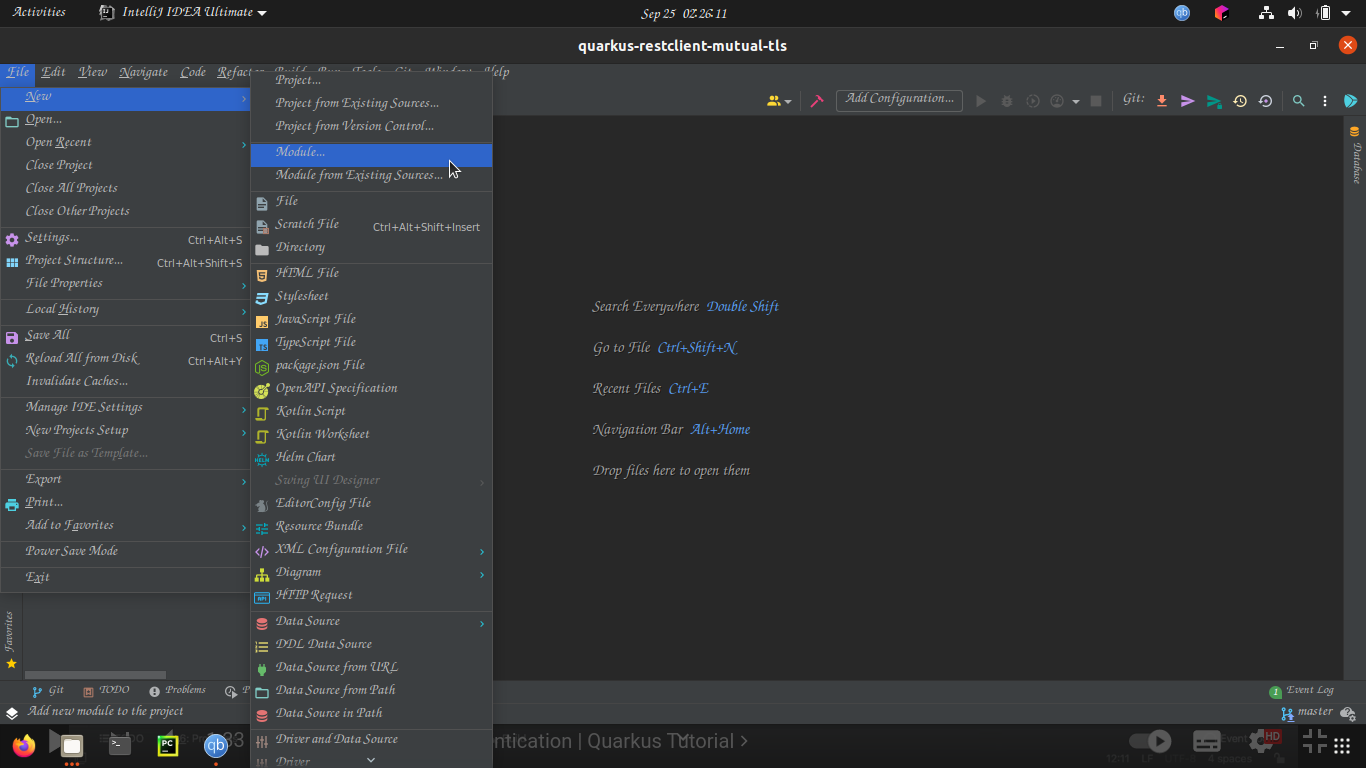 Activities
IntelliJ IDEA Ultimate
Sep 25 02:26:11
quarkus-restclient-mutual-tls
File Edit View Navigate Code Refactor
New
Open...
Open Recent
Close Project
Close All Projects
Close Other Projects
Settings... Ctrl+Alt+S
Project Structure... Ctrl+Alt+Shift+S
File Properties
Local History
Save All Ctrl+S
Reload All from Disk Ctrl+Alt+Y
Invalidate Caches...
Manage IDE Settings
New Projects Setup
Save File as Template...
Export
Print...
Add to Favorites
Power Save Mode
Exit
Project...
Project from Existing Sources...
Project from Version Control...
Module...
Module from Existing Sources...
File
Scratch File Ctrl+Alt+Shift+Insert
Directory
HTML File
Stylesheet
JavaScript File
TypeScript File
package.json File
OpenAPI Specification
Kotlin Script
Kotlin Worksheet
Helm Chart
Swing UI Designer
EditorConfig File
Resource Bundle
XML Configuration File
Diagram
HTTP Request
Data Source
DDL Data Source
Data Source from URL
Data Source from Path
Data Source in Path
Driver and Data Source
Driver
Add Configuration...
Git:
Database
Search Everywhere Double Shift
Go to File Ctrl+Shift+N
Recent Files Ctrl+E
Navigation Bar Alt+Home
Drop files here to open them
Favorites
Git TODO Problems
Event Log
Add new module to the project
master
ntication | Quarkus Tutorial
HD